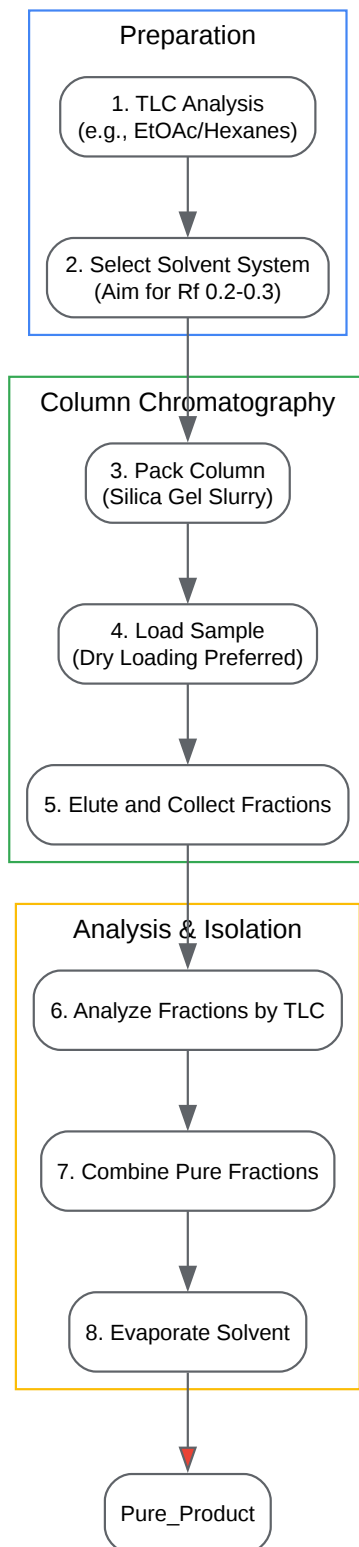 Preparation
1. TLC Analysis
(e.g., EtOAc/Hexanes)
2. Select Solvent System
(Aim for Rf 0.2-0.3)
Column Chromatography
3. Pack Column
(Silica Gel Slurry)
4. Load Sample
(Dry Loading Preferred)
5. Elute and Collect Fractions
Analysis & Isolation
6. Analyze Fractions by TLC
7. Combine Pure Fractions
8. Evaporate Solvent
Pure_Product